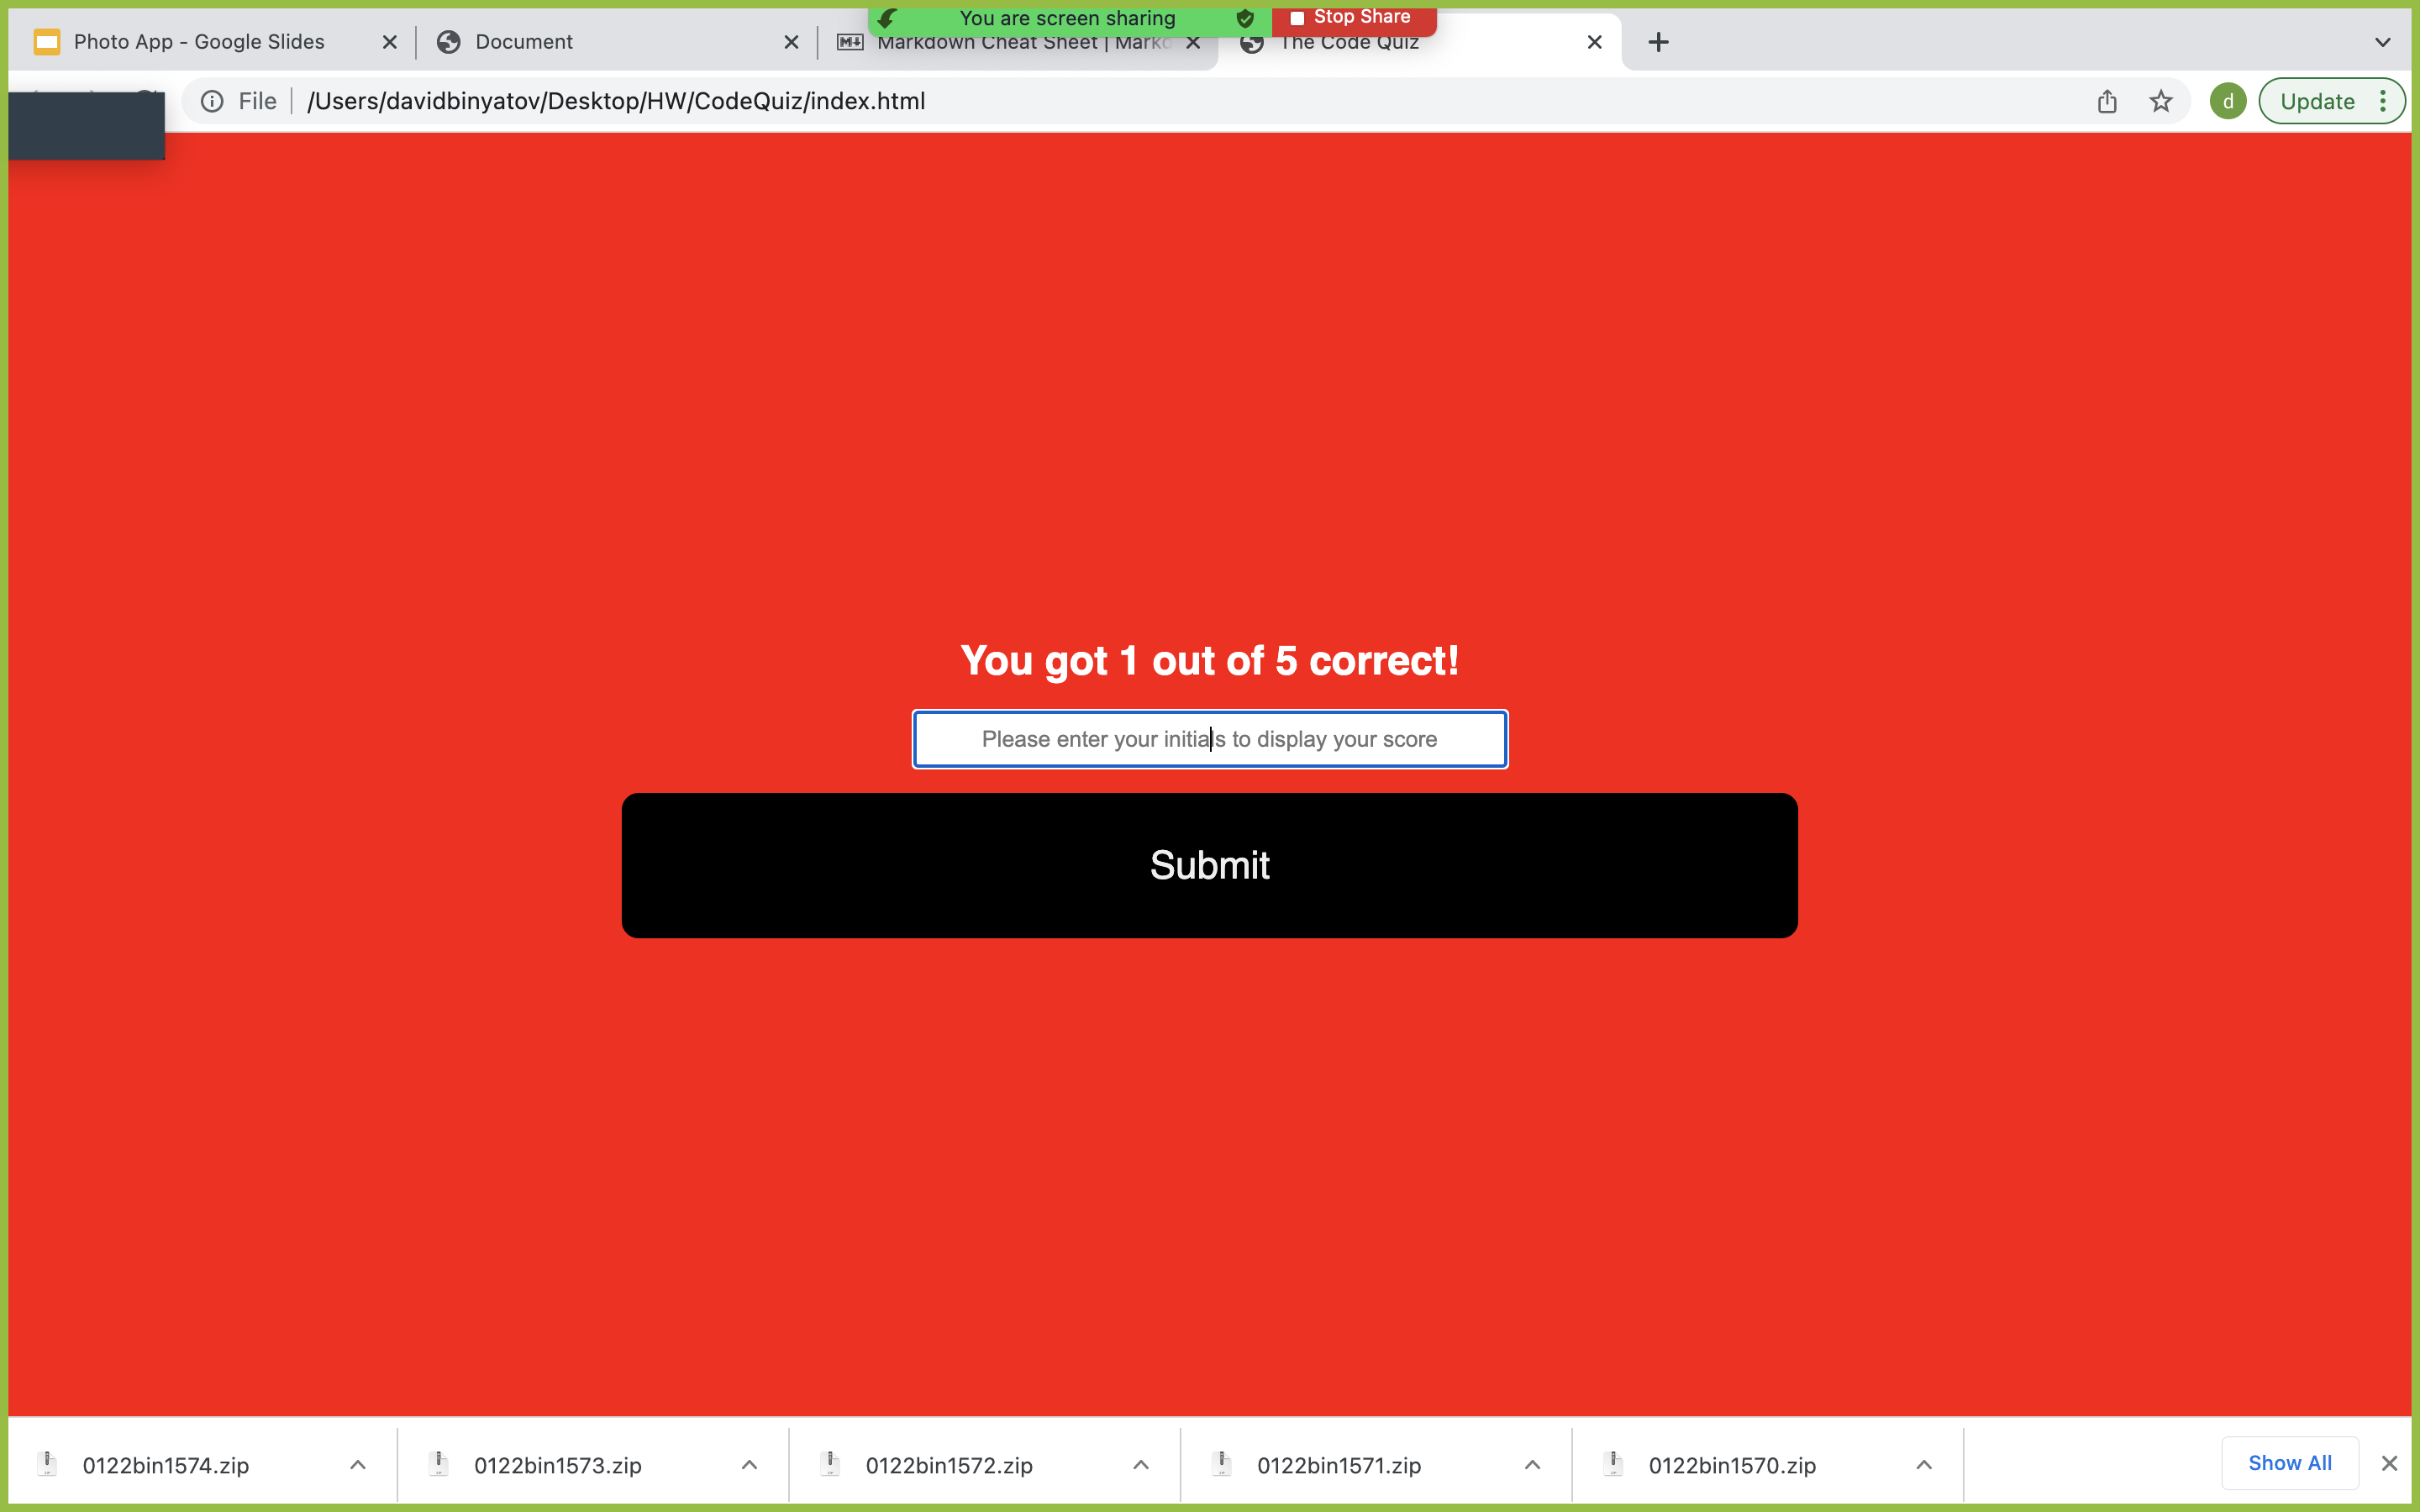 You are screen sharing
Stop Share
Photo App - Google Slides
Document
Markdown Cheat Sheet | Markd
The Code Quiz
File
/Users/davidbinyatov/Desktop/HW/CodeQuiz/index.html
d
Update
You got 1 out of 5 correct!
Please enter your initials to display your score
Submit
0122bin1574.zip
0122bin1573.zip
0122bin1572.zip
0122bin1571.zip
0122bin1570.zip
Show All